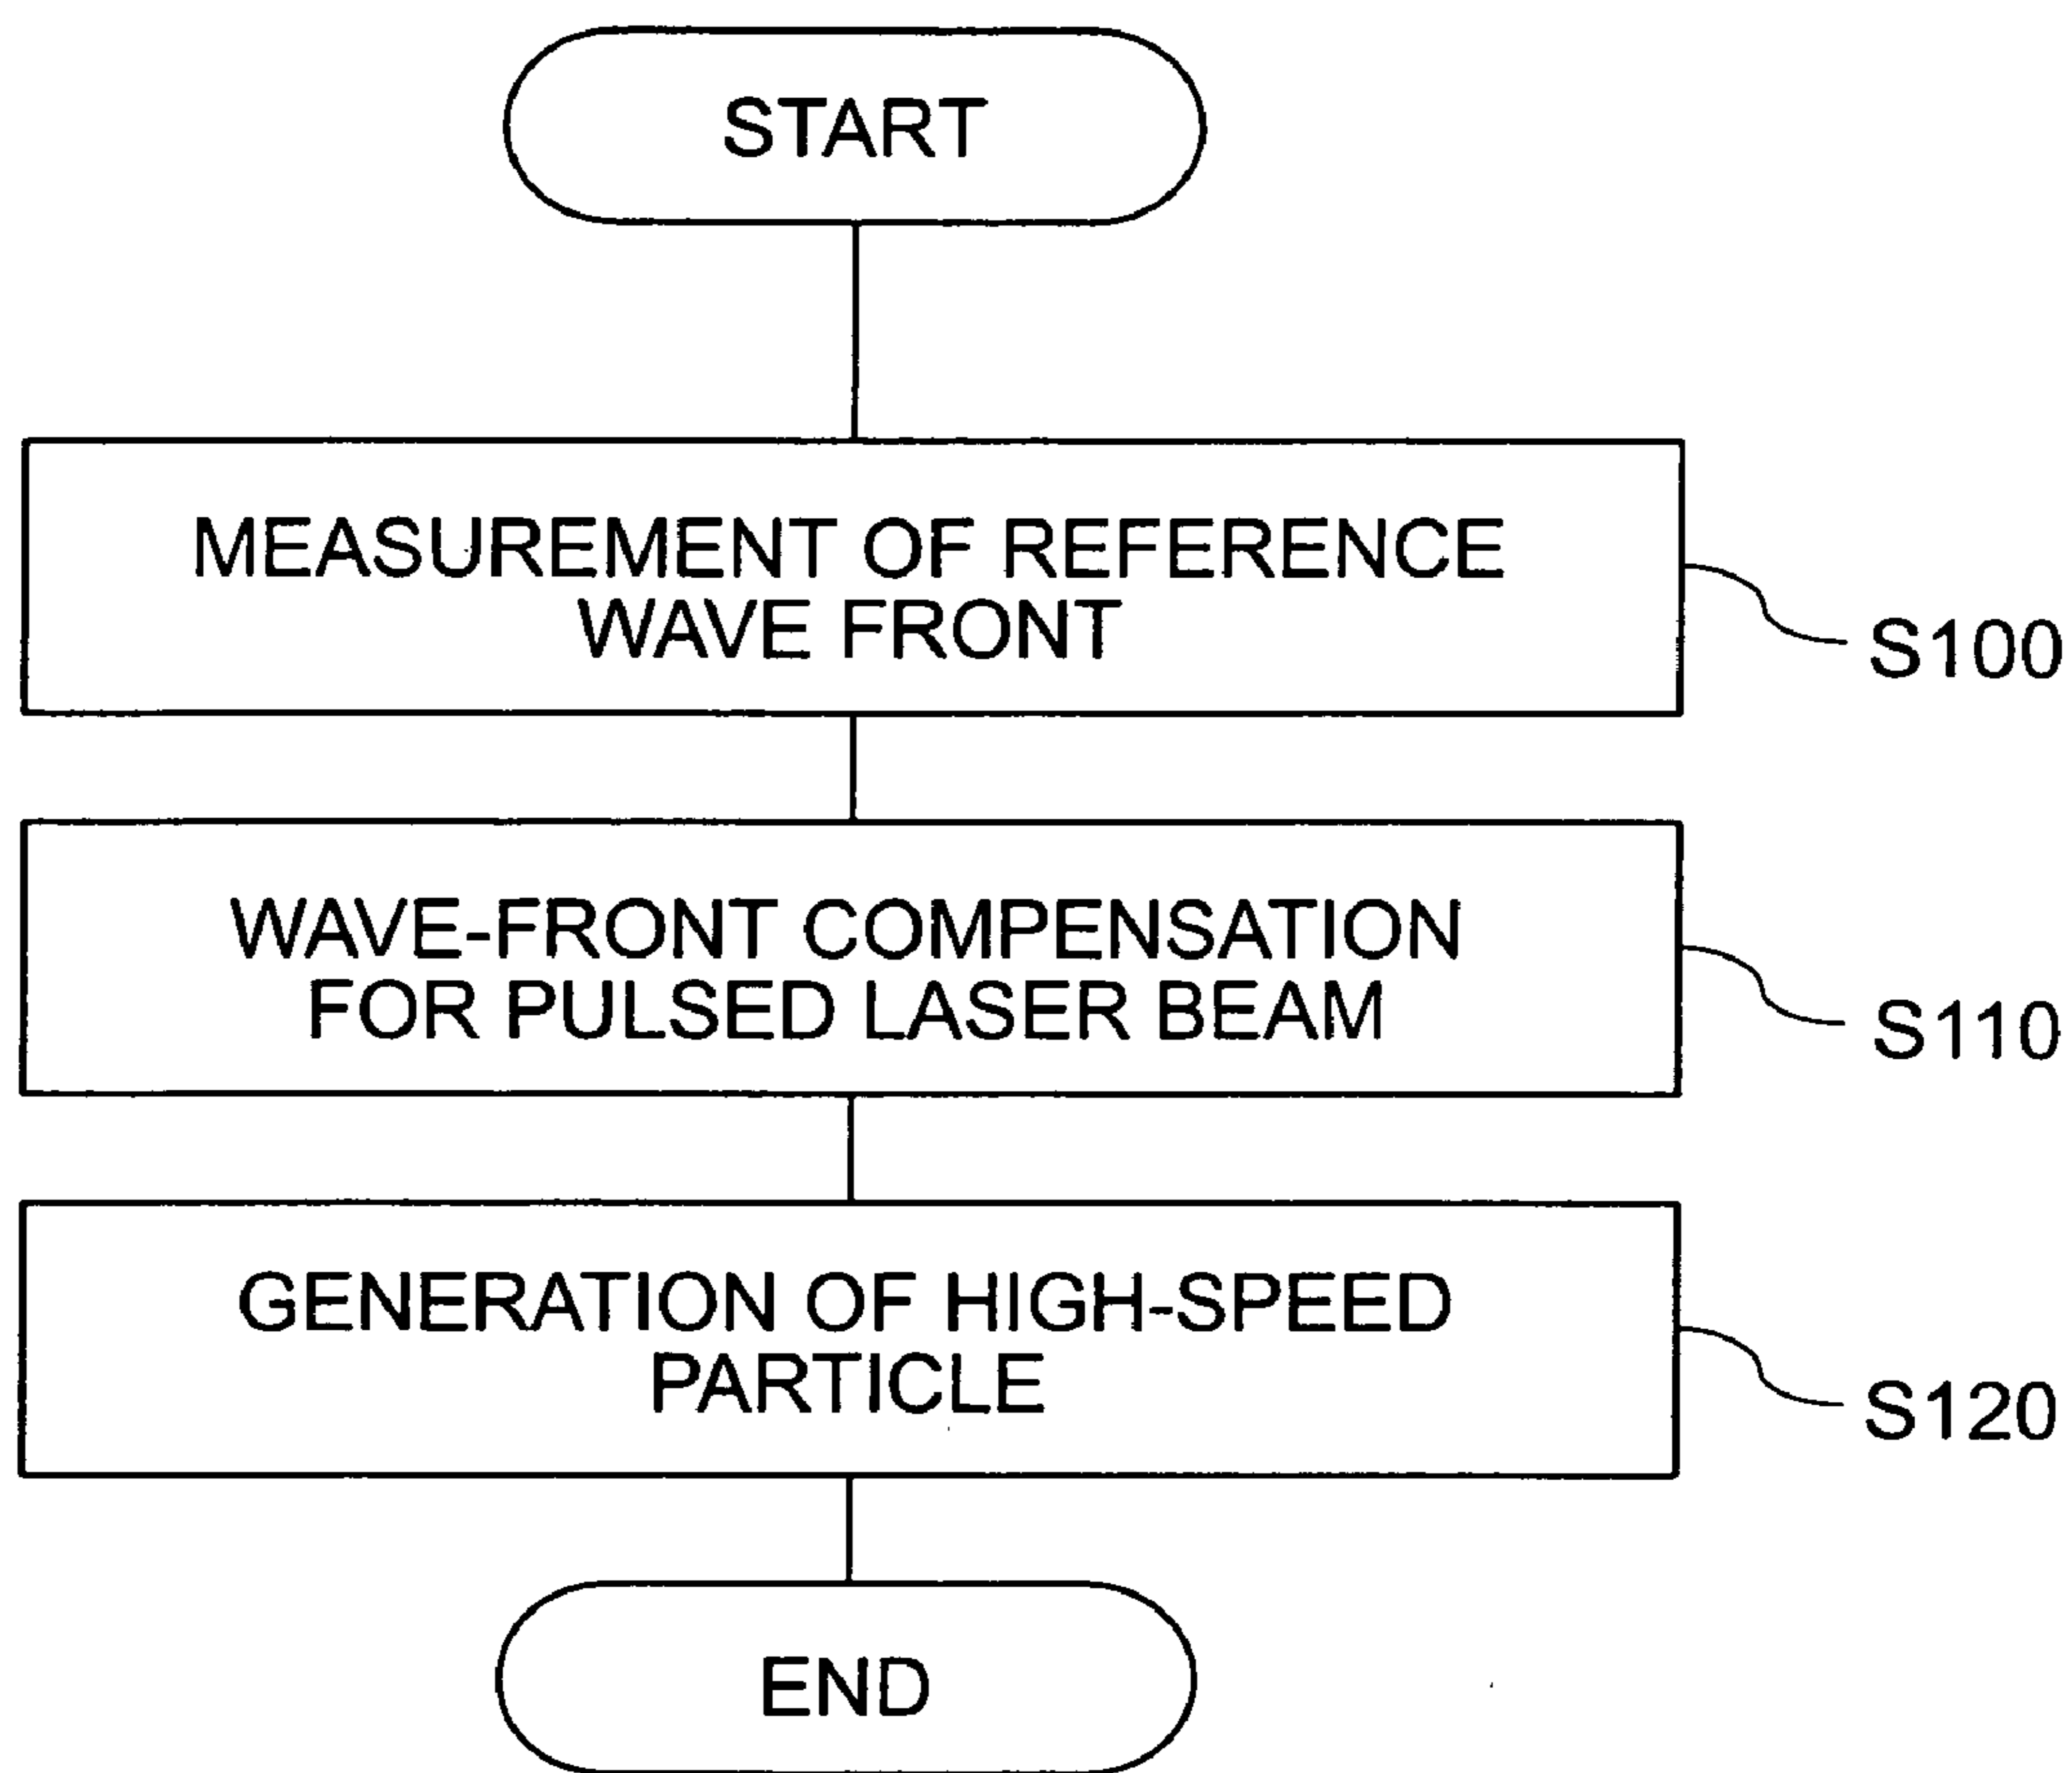 START
MEASUREMENT OF REFERENCE
WAVE FRONT
S100
WAVE-FRONT COMPENSATION
FOR PULSED LASER BEAM
S110
GENERATION OF HIGH-SPEED
PARTICLE
S120
END